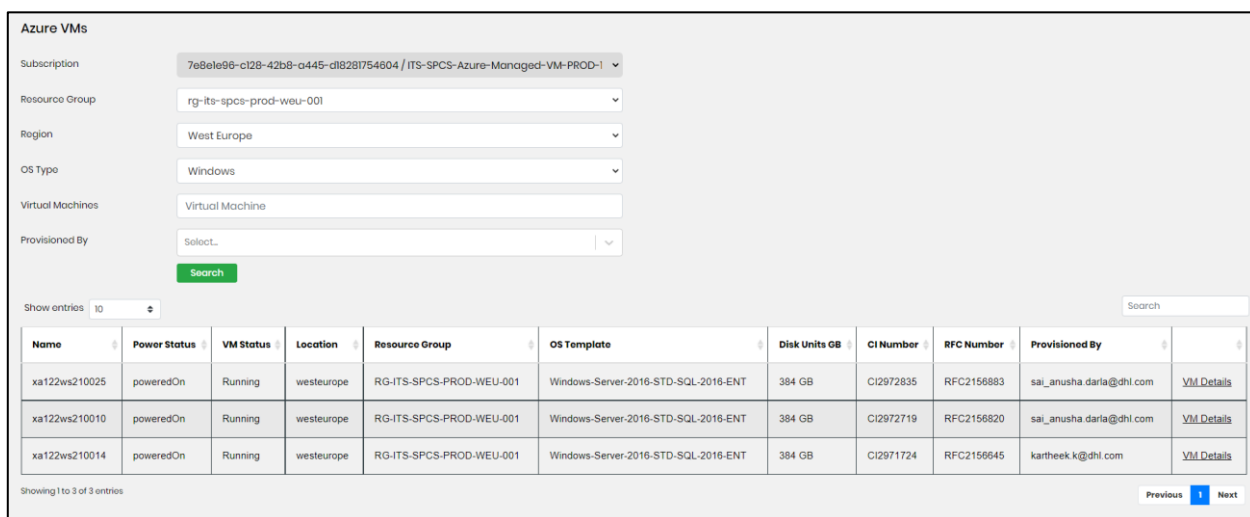 Azure VMs
Subscription 7e8e1e96-c128-42b8-a445-d18281754604 / ITS-SPCS-Azure-Managed-VM-PROD-1
Resource Group rg-its-spcs-prod-weu-001
Region West Europe
OS Type Windows
Virtual Machines Virtual Machine
Provisioned By Select...
Search
Show entries 10 Search
Name Power Status VM Status Location Resource Group OS Template Disk Units GB CI Number RFC Number Provisioned By
xa122ws210025 poweredOn Running westeurope RG-ITS-SPCS-PROD-WEU-001 Windows-Server-2016-STD-SQL-2016-ENT 384 GB CI2972835 RFC2156883 sai_anusha.darla@dhl.com VM Details
xa122ws210010 poweredOn Running westeurope RG-ITS-SPCS-PROD-WEU-001 Windows-Server-2016-STD-SQL-2016-ENT 384 GB CI2972719 RFC2156820 sai_anusha.darla@dhl.com VM Details
xa122ws210014 poweredOn Running westeurope RG-ITS-SPCS-PROD-WEU-001 Windows-Server-2016-STD-SQL-2016-ENT 384 GB CI2971724 RFC2156645 kartheek.k@dhl.com VM Details
Showing 1 to 3 of 3 entries Previous 1 Next